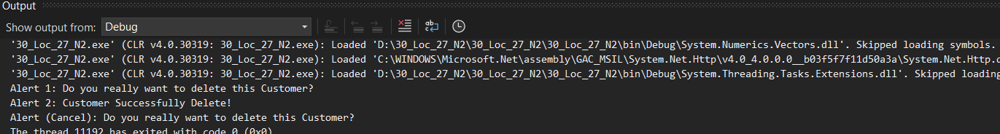 Output
Show output from: Debug
'30_Loc_27_N2.exe' (CLR v4.0.30319: 30_Loc_27_N2.exe): Loaded 'D:\30_Loc_27_N2\30_Loc_27_N2\30_Loc_27_N2\bin\Debug\System.Numerics.Vectors.dll'. Skipped loading symbols.
'30_Loc_27_N2.exe' (CLR v4.0.30319: 30_Loc_27_N2.exe): Loaded 'C:\WINDOWS\Microsoft.Net\assembly\GAC_MSIL\System.Net.Http\v4.0_4.0.0.0__b03f5f7f11d50a3a\System.Net.Http.
'30_Loc_27_N2.exe' (CLR v4.0.30319: 30_Loc_27_N2.exe): Loaded 'D:\30_Loc_27_N2\30_Loc_27_N2\30_Loc_27_N2\bin\Debug\System.Threading.Tasks.Extensions.dll'. Skipped loading
Alert 1: Do you really want to delete this Customer?
Alert 2: Customer Successfully Delete!
Alert (Cancel): Do you really want to delete this Customer?
The thread 11192 has exited with code 0 (0x0)